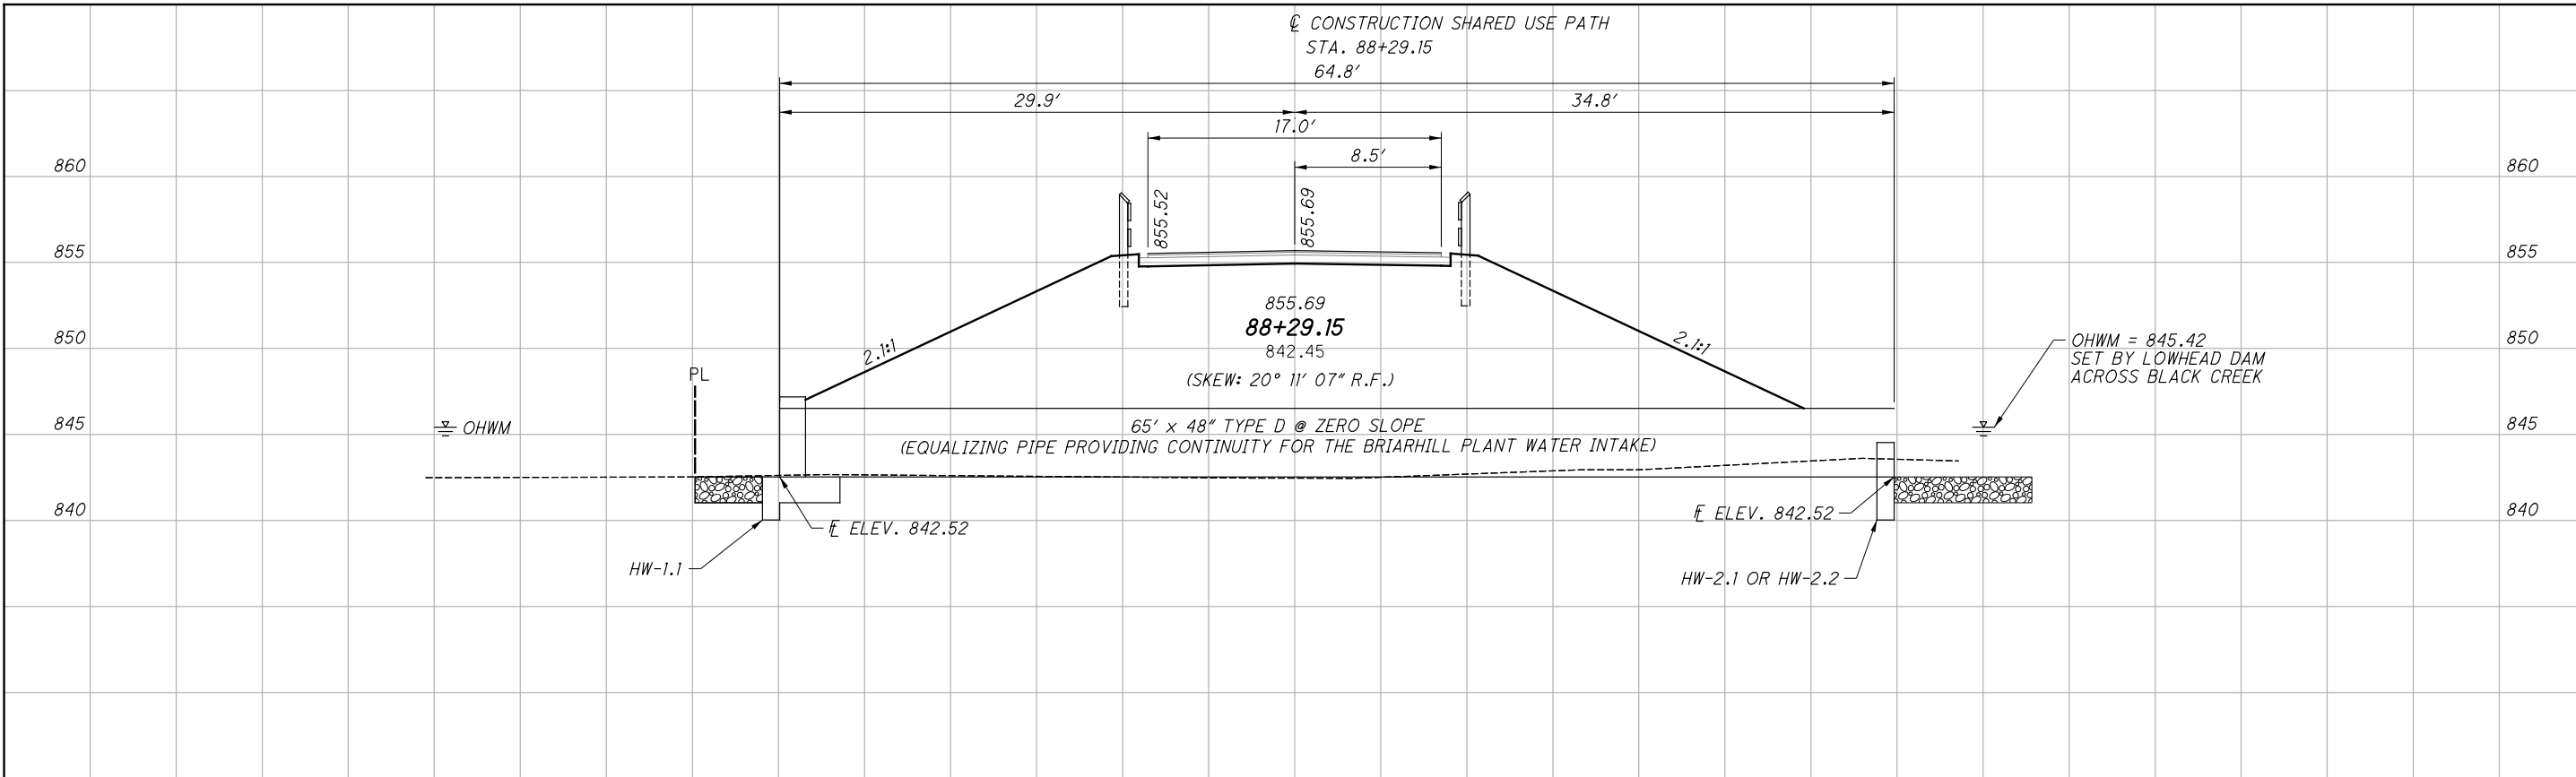 ℄ CONSTRUCTION SHARED USE PATH
STA. 88+29.15
64.8'
29.9'
34.8'
17.0'
8.5'
860
860
855.52
855.69
855
855
855.69
88+29.15
842.45
(SKEW: 20° 11' 07" R.F.)
2.1:1
2.1:1
850
850
OHWM = 845.42
SET BY LOWHEAD DAM
ACROSS BLACK CREEK
PL
845
OHWM
65' x 48" TYPE D @ ZERO SLOPE
(EQUALIZING PIPE PROVIDING CONTINUITY FOR THE BRIARHILL PLANT WATER INTAKE)
845
840
FL ELEV. 842.52
FL ELEV. 842.52
840
HW-1.1
HW-2.1 OR HW-2.2